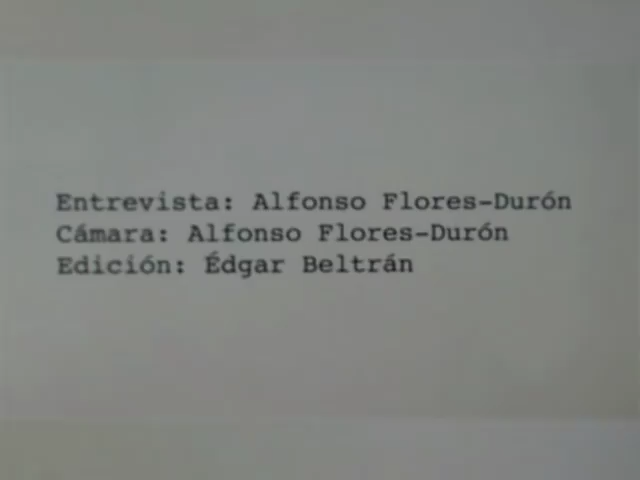 Entrevista: Alfonso Flores-Durón
Cámara: Alfonso Flores-Durón
Edición: Édgar Beltrán